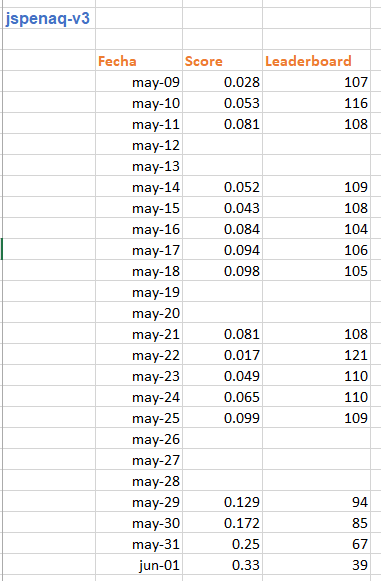 jspenaq-v3
Fecha Score Leaderboard
may-09 0.028 107
may-10 0.053 116
may-11 0.081 108
may-12
may-13
may-14 0.052 109
may-15 0.043 108
may-16 0.084 104
may-17 0.094 106
may-18 0.098 105
may-19
may-20
may-21 0.081 108
may-22 0.017 121
may-23 0.049 110
may-24 0.065 110
may-25 0.099 109
may-26
may-27
may-28
may-29 0.129 94
may-30 0.172 85
may-31 0.25 67
jun-01 0.33 39